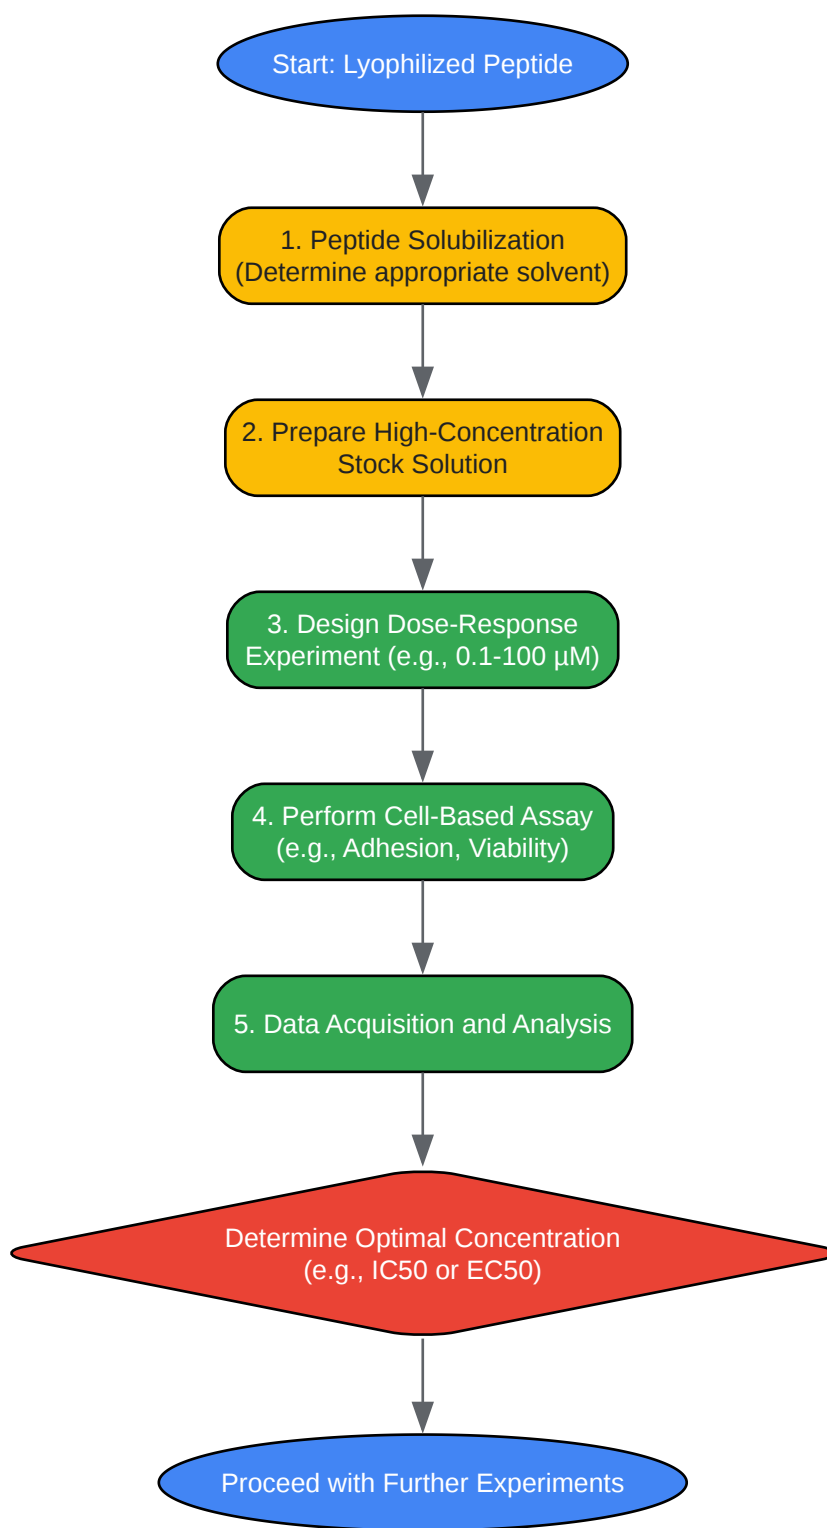 Start: Lyophilized Peptide
1. Peptide Solubilization
(Determine appropriate solvent)
2. Prepare High-Concentration
Stock Solution
3. Design Dose-Response
Experiment (e.g., 0.1-100 µM)
4. Perform Cell-Based Assay
(e.g., Adhesion, Viability)
5. Data Acquisition and Analysis
Determine Optimal Concentration
(e.g., IC50 or EC50)
Proceed with Further Experiments